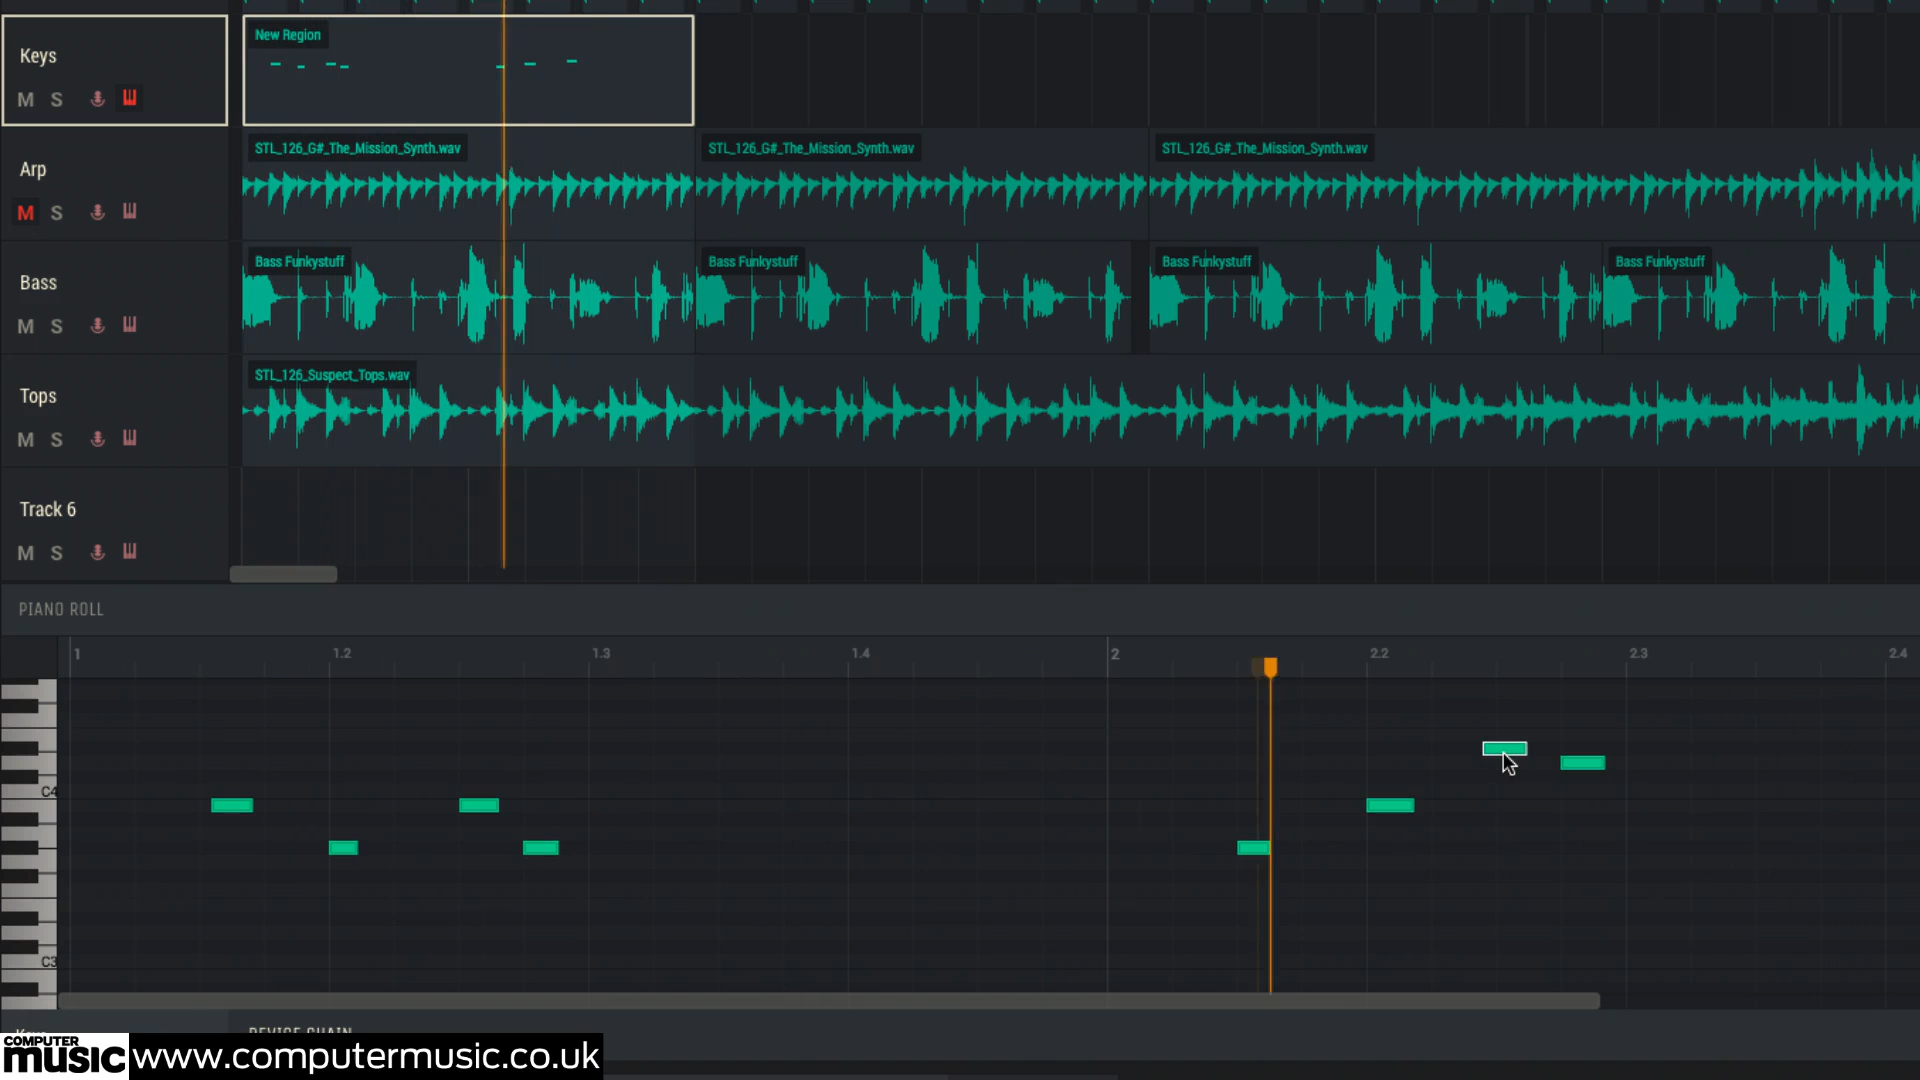 Keys
New Region
M S
Arp
STL_126_G#_The_Mission_Synth.wav
STL_126_G#_The_Mission_Synth.wav
STL_126_G#_The_Mission_Synth.wav
M S
Bass
Bass Funkystuff
Bass Funkystuff
Bass Funkystuff
Bass Funkystuff
M S
Tops
STL_126_Suspect_Tops.wav
M S
Track 6
M S
PIANO ROLL
1 1.2 1.3 1.4 2 2.2 2.3 2.4
C4
C3
Keys
DEVICE CHAIN
COMPUTER
music
www.computermusic.co.uk